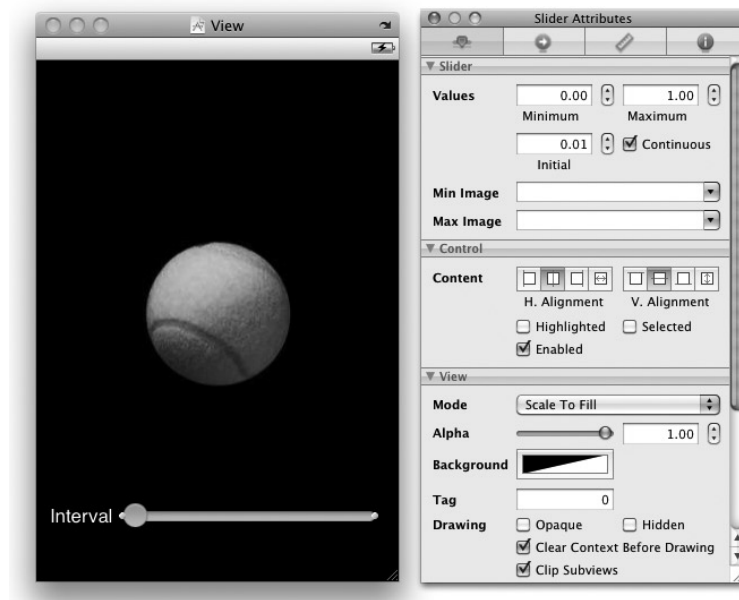 View
Interval
Slider Attributes
Slider
Values
0.00
1.00
Minimum
Maximum
0.01
Continuous
Initial
Min Image
Max Image
Control
Content
H. Alignment
V. Alignment
Highlighted
Selected
Enabled
View
Mode
Scale To Fill
Alpha
1.00
Background
Tag
0
Drawing
Opaque
Hidden
Clear Context Before Drawing
Clip Subviews